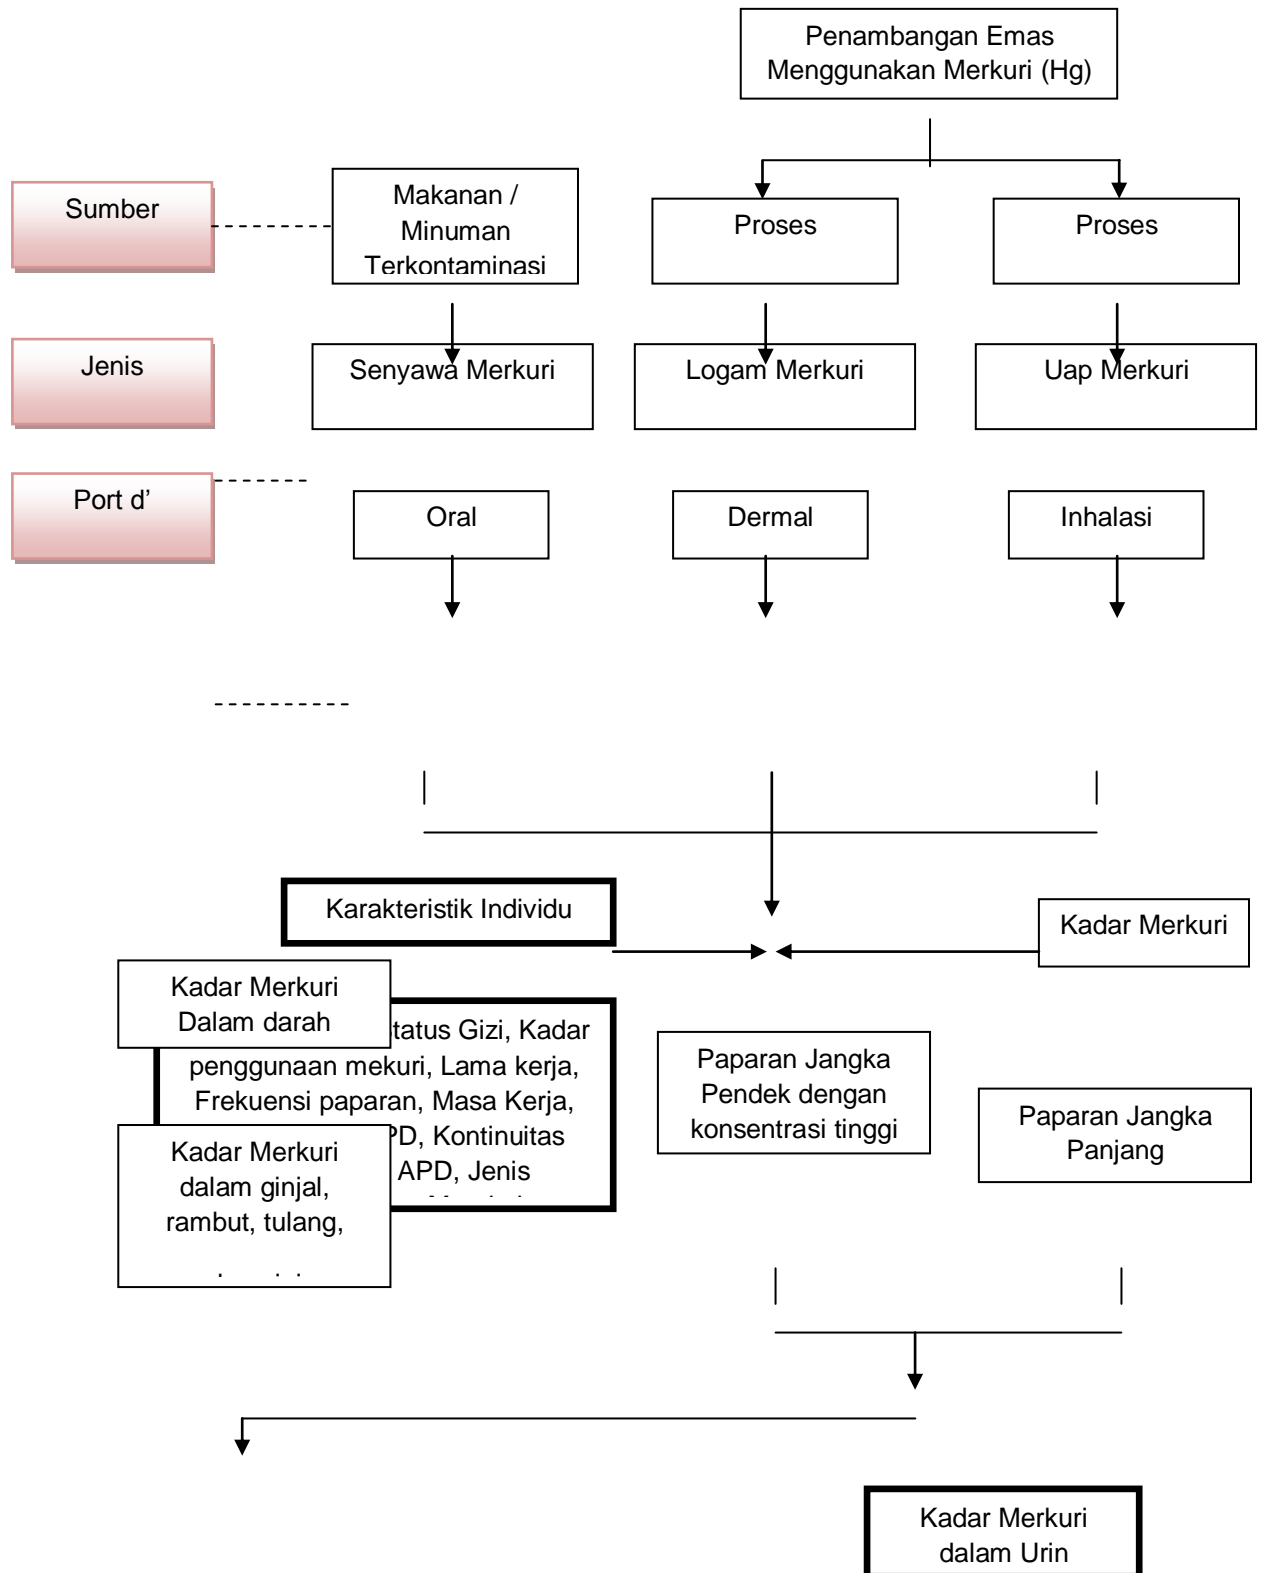 Penambangan Emas
Menggunakan Merkuri (Hg)
Sumber
Makanan /
Minuman
Terkontaminasi
Proses
Proses
Jenis
Senyawa Merkuri
Logam Merkuri
Uap Merkuri
Port d’
Oral
Dermal
Inhalasi
Karakteristik Individu
Kadar Merkuri
Kadar Merkuri
Dalam darah
tatus Gizi, Kadar
penggunaan mekuri, Lama kerja,
Frekuensi paparan, Masa Kerja,
PD, Kontinuitas
APD, Jenis
Kadar Merkuri
dalam ginjal,
rambut, tulang,
Paparan Jangka
Pendek dengan
konsentrasi tinggi
Paparan Jangka
Panjang
Kadar Merkuri
dalam Urin